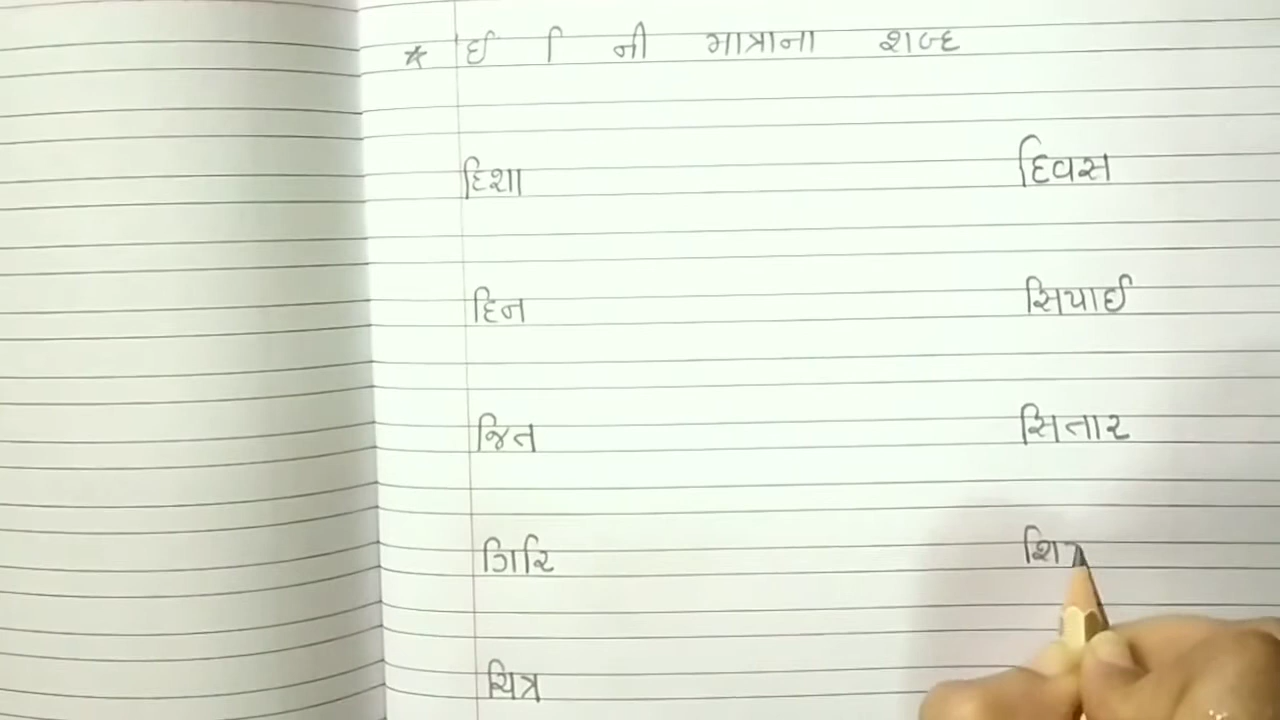 * ઈ િ ની માત્રાના શબ્દ
દિશા દિવસ
દિન સિપાઈ
જિત સિતાર
ગિરિ
ચિત્ર